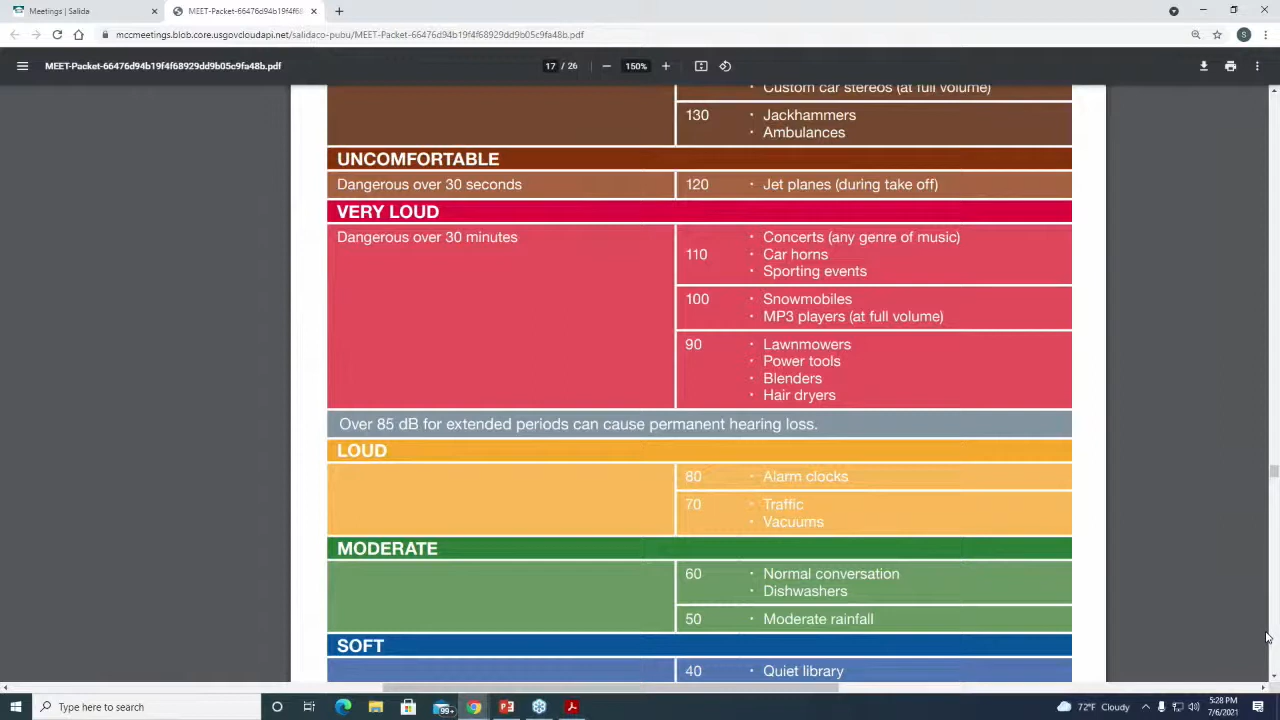 Meetings | Salida
MEET-Packet-66476d94b19f4f6892
mccmeetings.blob.core.usgovcloudapi.net/salidaco-pubu/MEET-Packet-66476d94b19f4f68929dd9b05c9fa48b.pdf
MEET-Packet-66476d94b19f4f68929dd9b05c9fa48b.pdf
17 / 26
150%
• Custom car stereos (at full volume)
130 • Jackhammers
• Ambulances
UNCOMFORTABLE
Dangerous over 30 seconds 120 • Jet planes (during take off)
VERY LOUD
Dangerous over 30 minutes • Concerts (any genre of music)
110 • Car horns
• Sporting events
100 • Snowmobiles
• MP3 players (at full volume)
90 • Lawnmowers
• Power tools
• Blenders
• Hair dryers
Over 85 dB for extended periods can cause permanent hearing loss.
LOUD
80 • Alarm clocks
70 • Traffic
• Vacuums
MODERATE
60 • Normal conversation
• Dishwashers
50 • Moderate rainfall
SOFT
40 • Quiet library
Type here to search
99+
72°F Cloudy
5:28 PM
7/6/2021